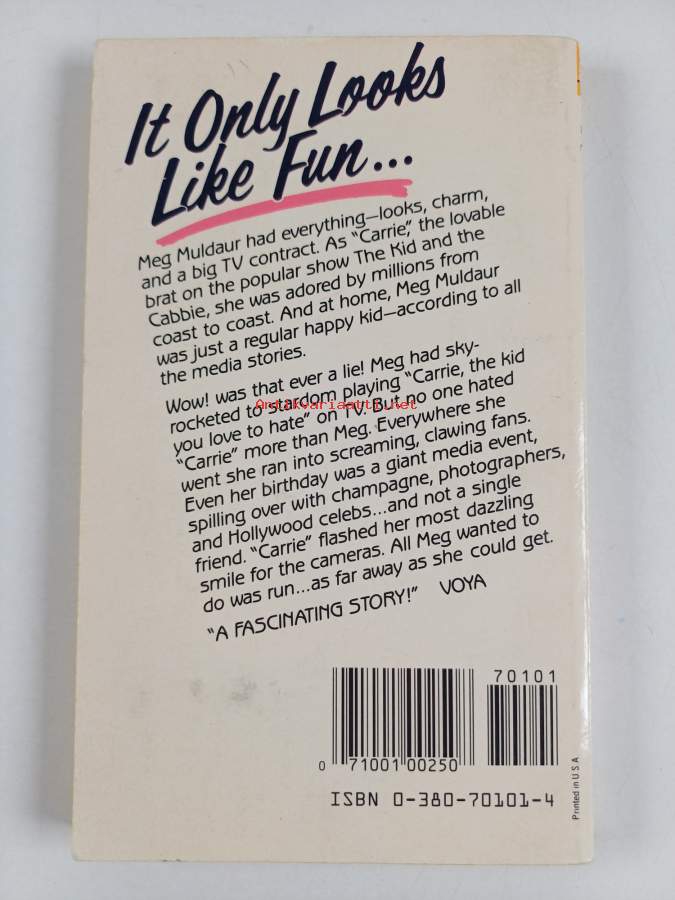 It Only Looks
Like Fun...
Meg Muldaur had everything—looks, charm,
and a big TV contract. As "Carrie," the lovable
brat on the popular show The Kid and the
Cabbie, she was adored by millions from
coast to coast. And at home, Meg Muldaur
was just a regular happy kid—according to all
the media stories.
Wow! was that ever a lie! Meg had sky-
rocketed to stardom playing "Carrie, the kid
you love to hate" on TV. But no one hated
"Carrie" more than Meg. Everywhere she
went she ran into screaming, clawing fans.
Even her birthday was a giant media event,
spilling over with champagne, photographers,
and Hollywood celebs...and not a single
friend. "Carrie" flashed her most dazzling
smile for the cameras. All Meg wanted to
do was run...as far away as she could get.
"A FASCINATING STORY!" VOYA
Antikvariaatti.net
70101
0 71001 00250
ISBN 0-380-70101-4
Printed in U S A